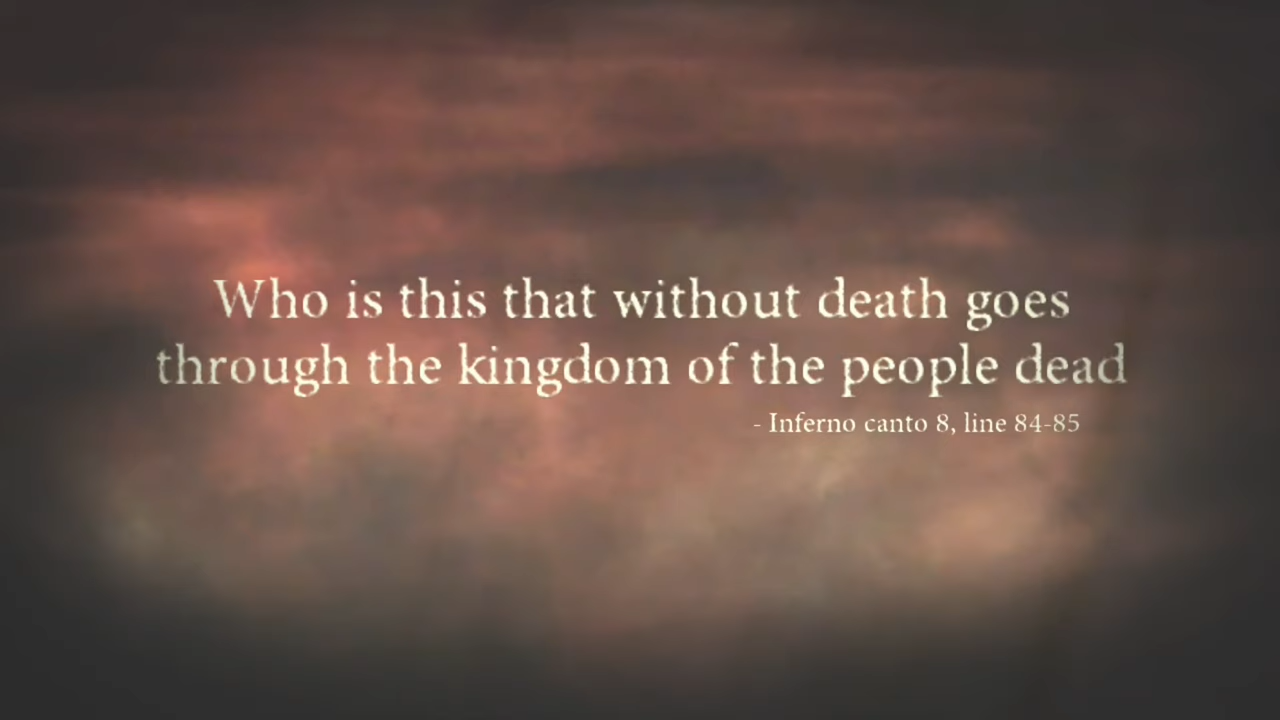 Who is this that without death goes
through the kingdom of the people dead
- Inferno canto 8, line 84-85